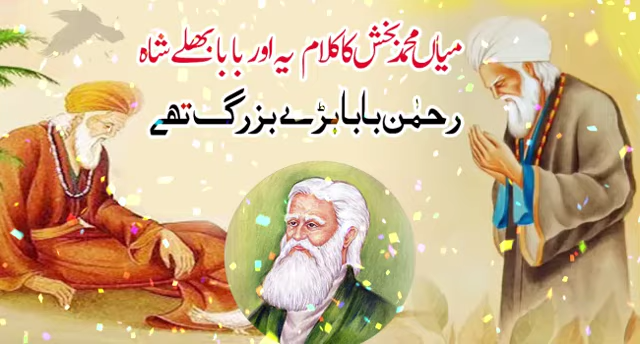 میاں محمد بخش کا کلام یہ اور بابا بھلے شاہ
رحمٰن بابا بڑے بزرگ تھے